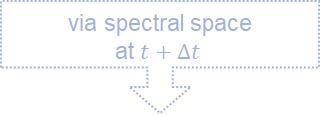 via spectral space
at t + Δt